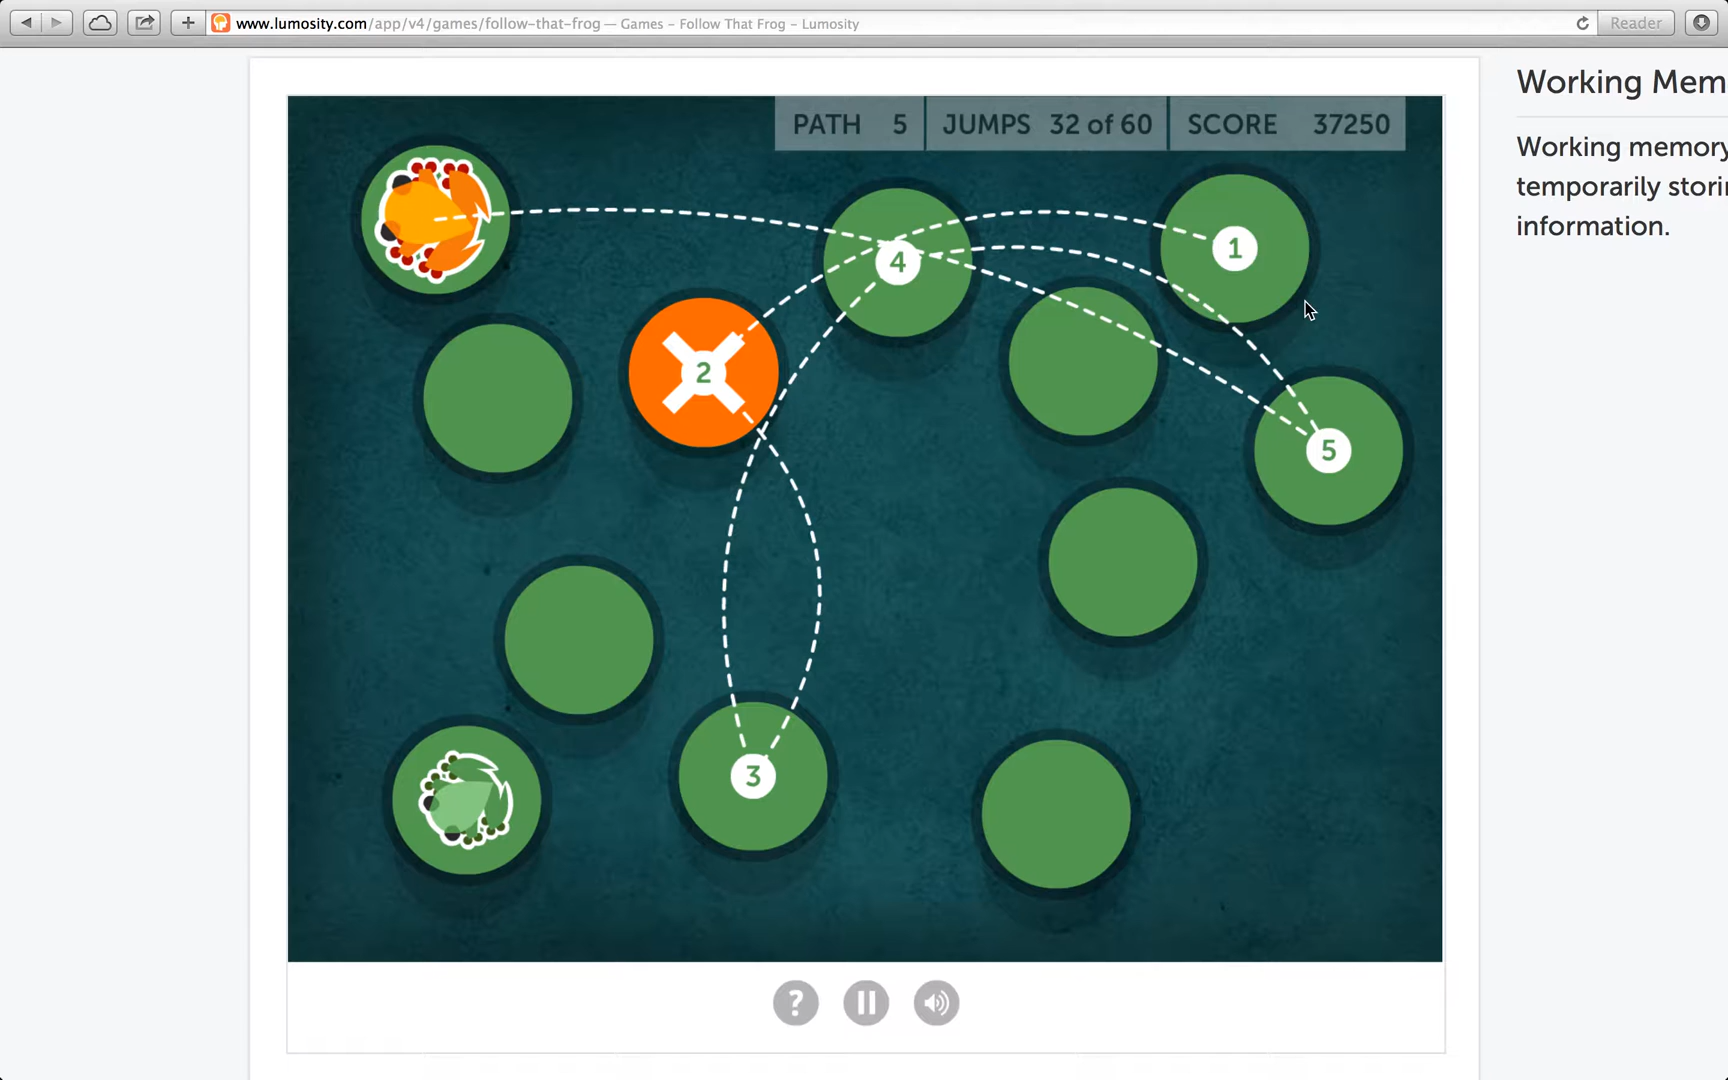 www.lumosity.com/app/v4/games/follow-that-frog — Games – Follow That Frog – Lumosity
Reader
PATH 5 JUMPS 32 of 60 SCORE 37250
Working Mem
Working memory
temporarily stori
information.
1
4
2
5
3
?